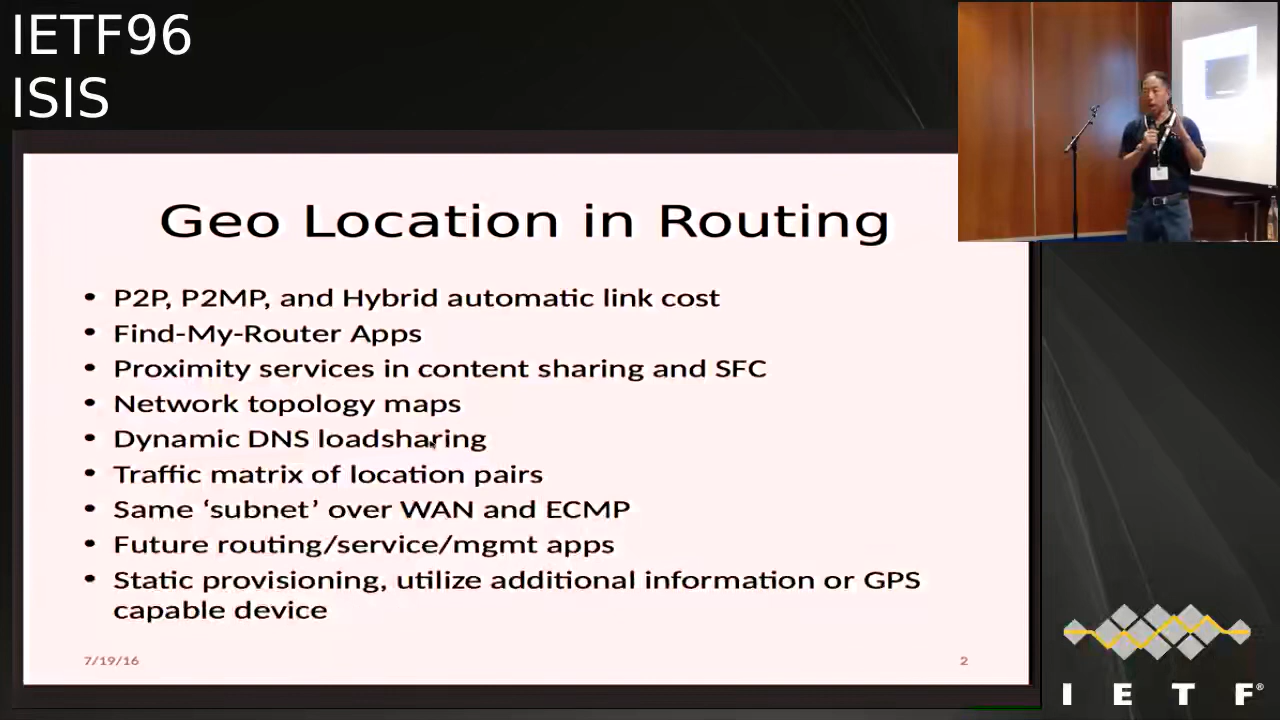 IETF96
ISIS
Geo Location in Routing
• P2P, P2MP, and Hybrid automatic link cost
• Find-My-Router Apps
• Proximity services in content sharing and SFC
• Network topology maps
• Dynamic DNS loadsharing
• Traffic matrix of location pairs
• Same ‘subnet’ over WAN and ECMP
• Future routing/service/mgmt apps
• Static provisioning, utilize additional information or GPS
capable device
7/19/16
2
I E T F®